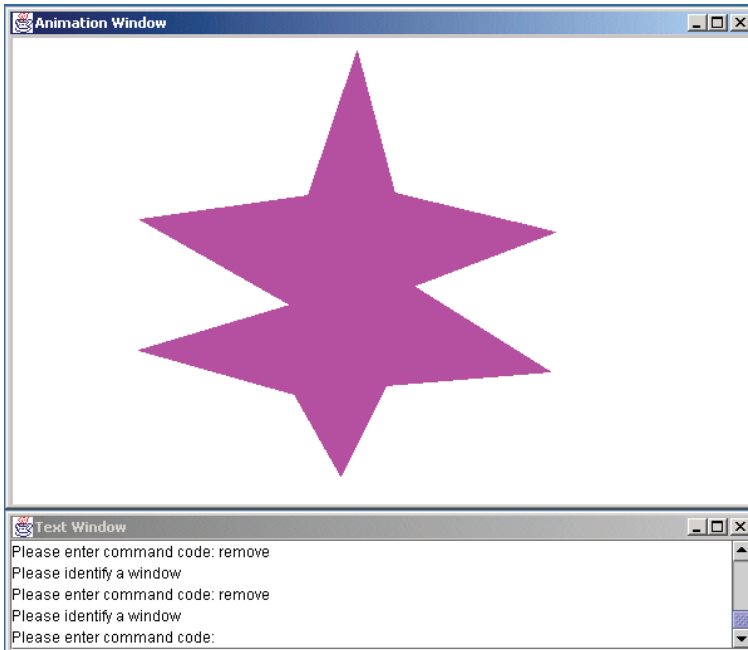 Animation Window
Text Window
Please enter command code: remove
Please identify a window
Please enter command code: remove
Please identify a window
Please enter command code: